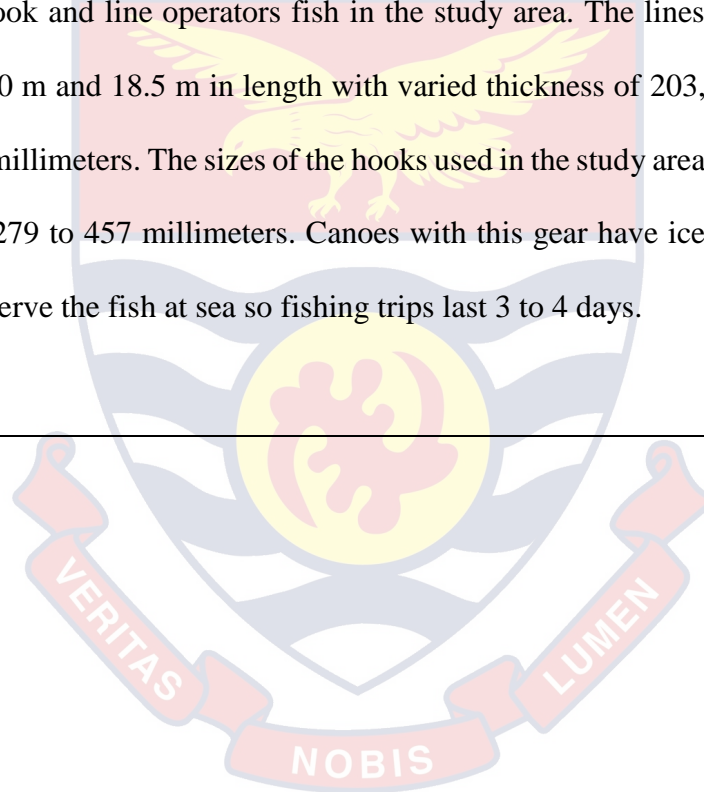 ook and line operators fish in the study area. The lines
0 m and 18.5 m in length with varied thickness of 203,
millimeters. The sizes of the hooks used in the study area
279 to 457 millimeters. Canoes with this gear have ice
erve the fish at sea so fishing trips last 3 to 4 days.
VERITAS
NOBIS
LUMEN